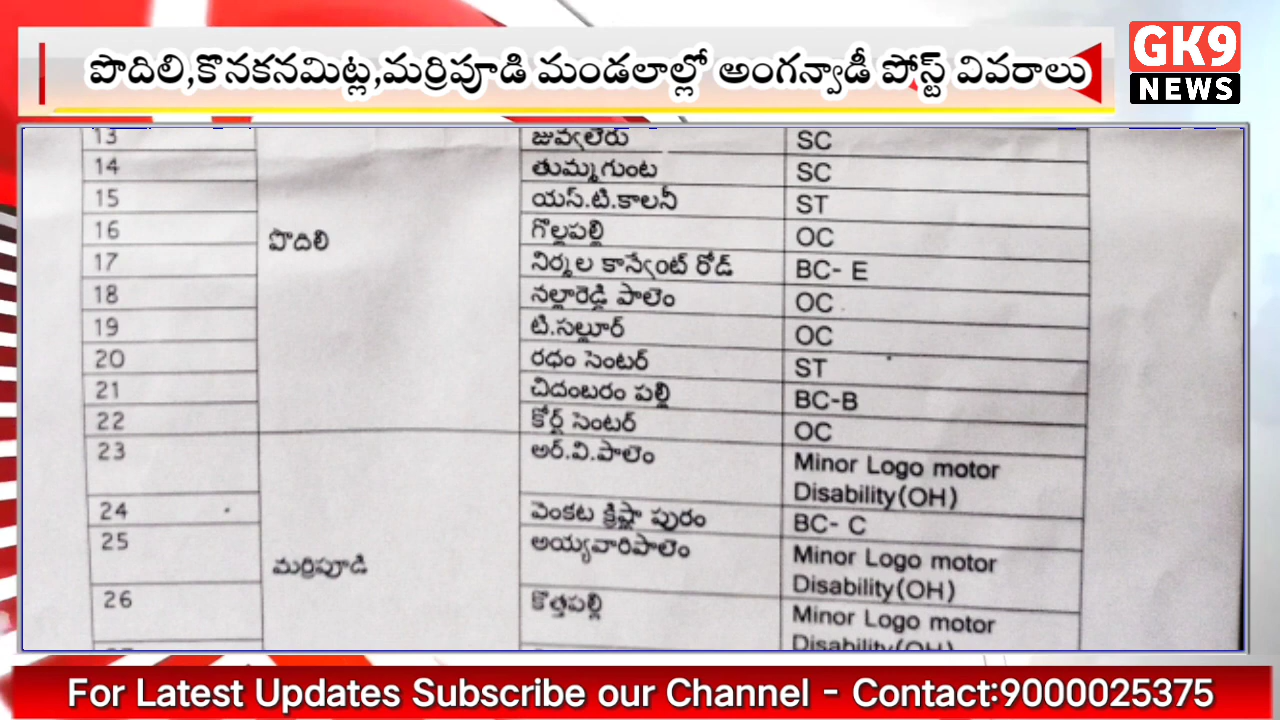 పొదిలి,కొనకనమిట్ల,మర్రిపూడి మండలాల్లో అంగన్వాడీ పోస్ట్ వివరాలు
GK9
NEWS
13 జువ్వలేరు SC
14 తుమ్మగుంట SC
15 యస్.టి.కాలనీ ST
16 గొల్లపల్లి OC
పొదిలి
17 నిర్మల కాన్వేంట్ రోడ్ BC- E
18 నల్లారెడ్డి పాలెం OC
19 టి.సల్లూర్ OC
20 రధం సెంటర్ ST
21 చిదంబరం పల్లి BC-B
22 కోర్ట్ సెంటర్ OC
23 అర్.వి.పాలెం Minor Logo motor
Disability(OH)
24 వెంకట క్రిష్ణా పురం BC- C
25 అయ్యవారిపాలెం Minor Logo motor
మర్రిపూడి Disability(OH)
26 కొత్తపల్లి Minor Logo motor
Disability(OH)
For Latest Updates Subscribe our Channel - Contact:9000025375